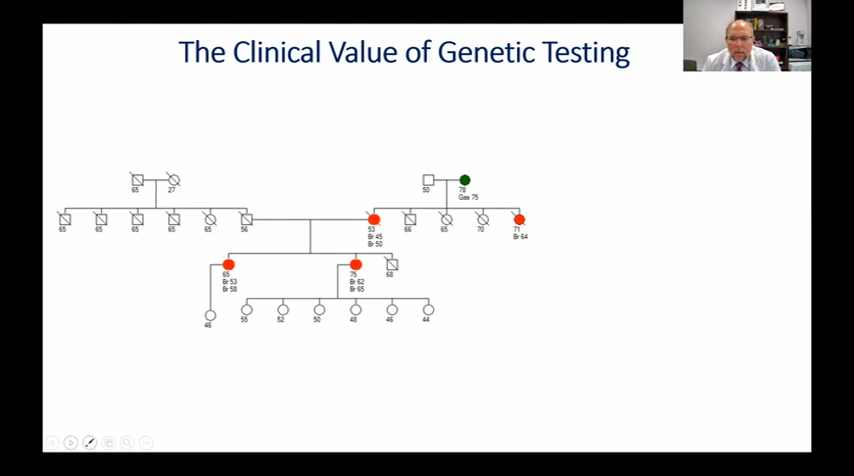 The Clinical Value of Genetic Testing
65
27
50
78
Gae 75
65
65
65
65
65
56
53
Br 45
Br 50
66
65
70
71
Br 64
65
Br 53
Br 58
75
Br 62
Br 65
68
46
55
52
50
48
46
44